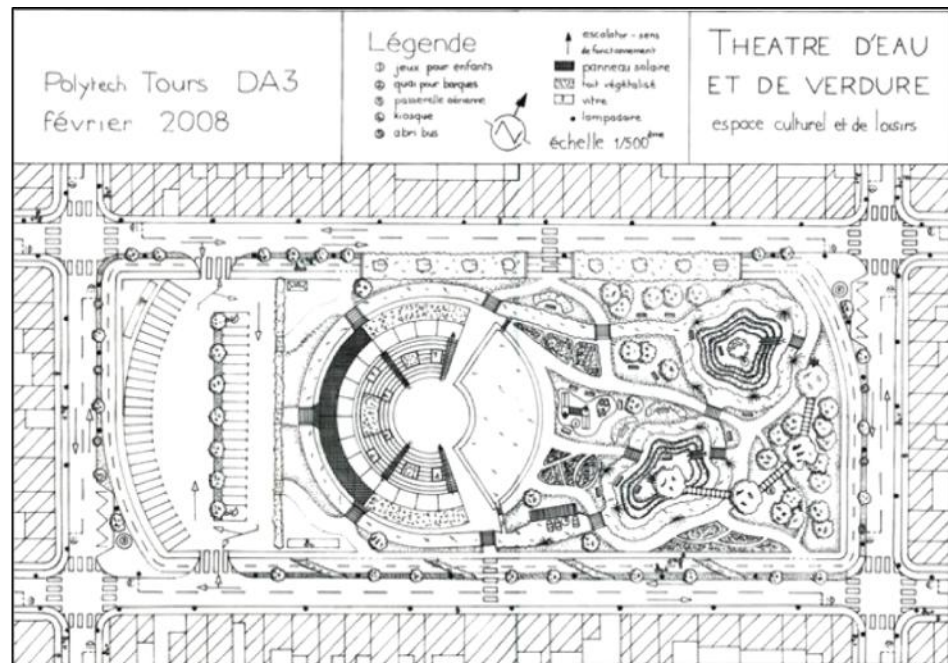 Polytech Tours DA3
février 2008
Légende
① jeux pour enfants
② quai pour barques
③ passerelle aérienne
④ kiosque
⑤ abri bus
escalator - sens
de fonctionnement
panneau solaire
toit végétalisé
vitre
lampadaire
échelle 1/500ème
THEATRE D'EAU
ET DE VERDURE
espace culturel et de loisirs